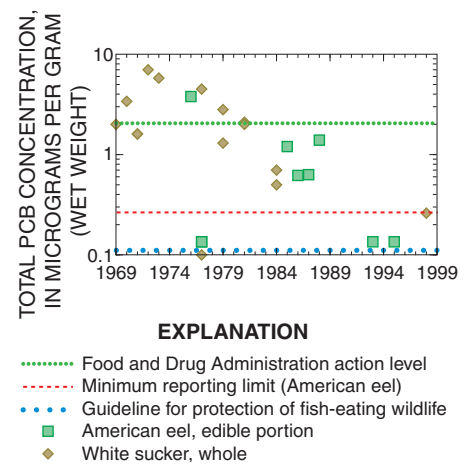 TOTAL PCB CONCENTRATION,
IN MICROGRAMS PER GRAM
(WET WEIGHT)
10
1
0.1
1969 1974 1979 1984 1989 1994 1999
EXPLANATION
Food and Drug Administration action level
Minimum reporting limit (American eel)
Guideline for protection of fish-eating wildlife
American eel, edible portion
White sucker, whole